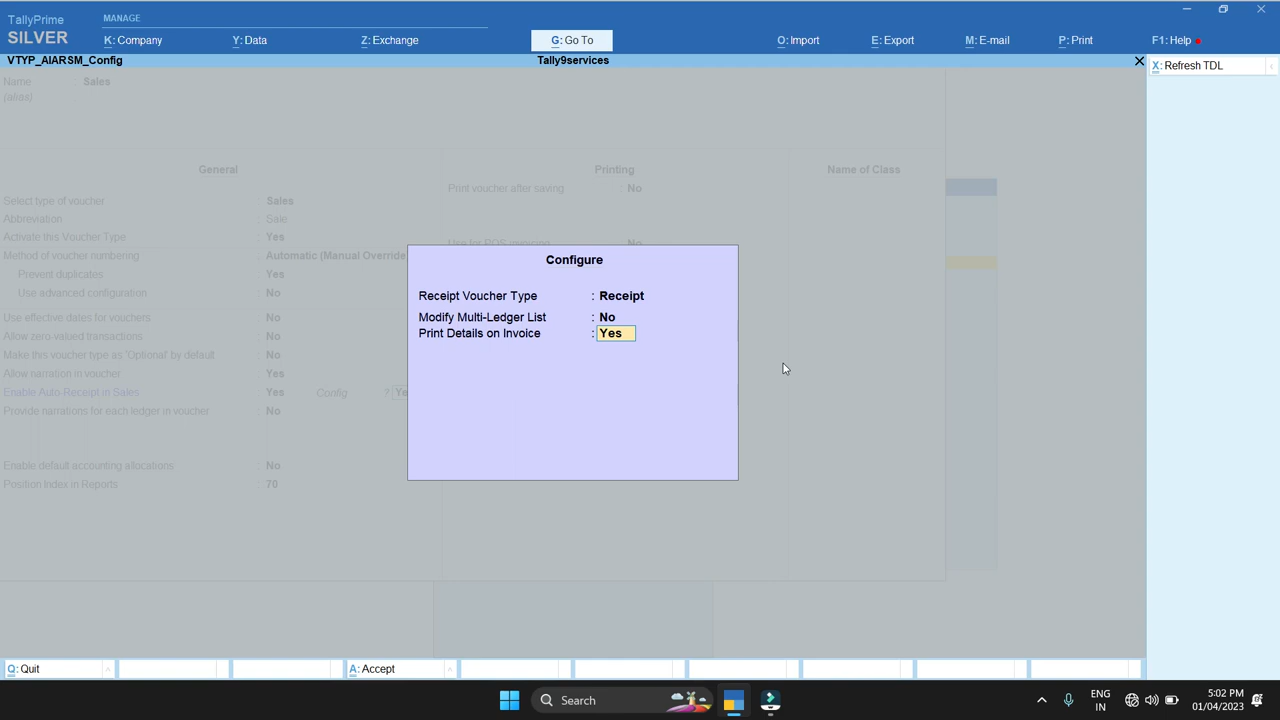 TallyPrime
SILVER
MANAGE
K: Company
Y: Data
Z: Exchange
G: Go To
O: Import
E: Export
M: E-mail
P: Print
F1: Help
VTYP_AIARSM_Config
Tally9services
X: Refresh TDL
Name Sales
(alias)
General
Printing
Name of Class
Print voucher after saving : No
Select type of voucher : Sales
Abbreviation : Sale
Activate this Voucher Type : Yes
Method of voucher numbering : Automatic (Manual Override
Use for POS invoicing : No
Prevent duplicates : Yes
Use advanced configuration : No
Use effective dates for vouchers : No
Allow zero-valued transactions : No
Make this voucher type as 'Optional' by default : No
Allow narration in voucher : Yes
Enable Auto-Receipt in Sales : Yes Config ? Ye
Provide narrations for each ledger in voucher : No
Enable default accounting allocations : No
Position Index in Reports : 70
Configure
Receipt Voucher Type : Receipt
Modify Multi-Ledger List : No
Print Details on Invoice : Yes
Q: Quit
A: Accept
Search
ENG
IN
5:02 PM
01/04/2023